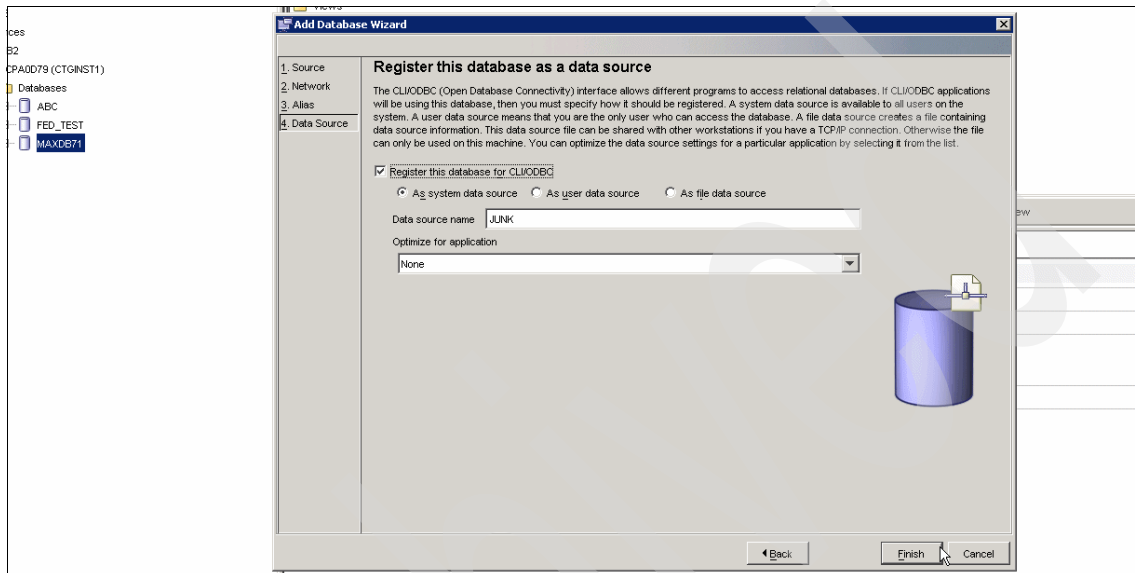 Views
Add Database Wizard
ices
B2
CPA0D79 (CTGINST1)
Databases
ABC
FED_TEST
MAXDB71
1. Source
2. Network
3. Alias
4. Data Source
Register this database as a data source
The CLI/ODBC (Open Database Connectivity) interface allows different programs to access relational databases. If CLI/ODBC applications
will be using this database, then you must specify how it should be registered. A system data source is available to all users on the
system. A user data source means that you are the only user who can access the database. A file data source creates a file containing
data source information. This data source file can be shared with other workstations if you have a TCP/IP connection. Otherwise the file
can only be used on this machine. You can optimize the data source settings for a particular application by selecting it from the list.
Register this database for CLI/ODBC
As system data source As user data source As file data source
Data source name JUNK
Optimize for application
None
ew
Back Finish Cancel